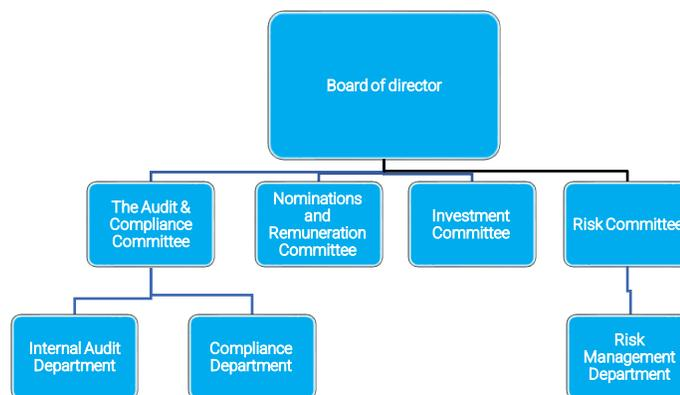 Board of director
The Audit &
Compliance
Committee
Nominations
and
Remuneration
Committee
Investment
Committee
Risk Committee
Internal Audit
Department
Compliance
Department
Risk
Management
Department